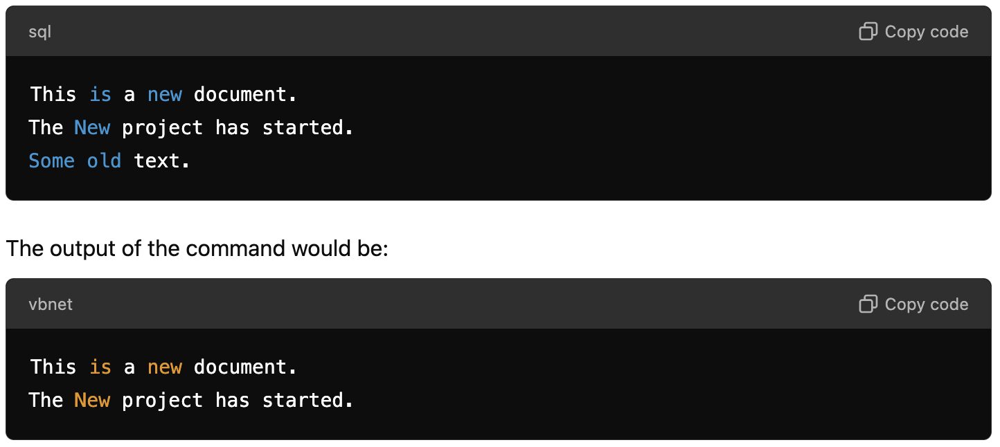 sql
Copy code
This is a new document.
The New project has started.
Some old text.
The output of the command would be:
vbnet
Copy code
This is a new document.
The New project has started.